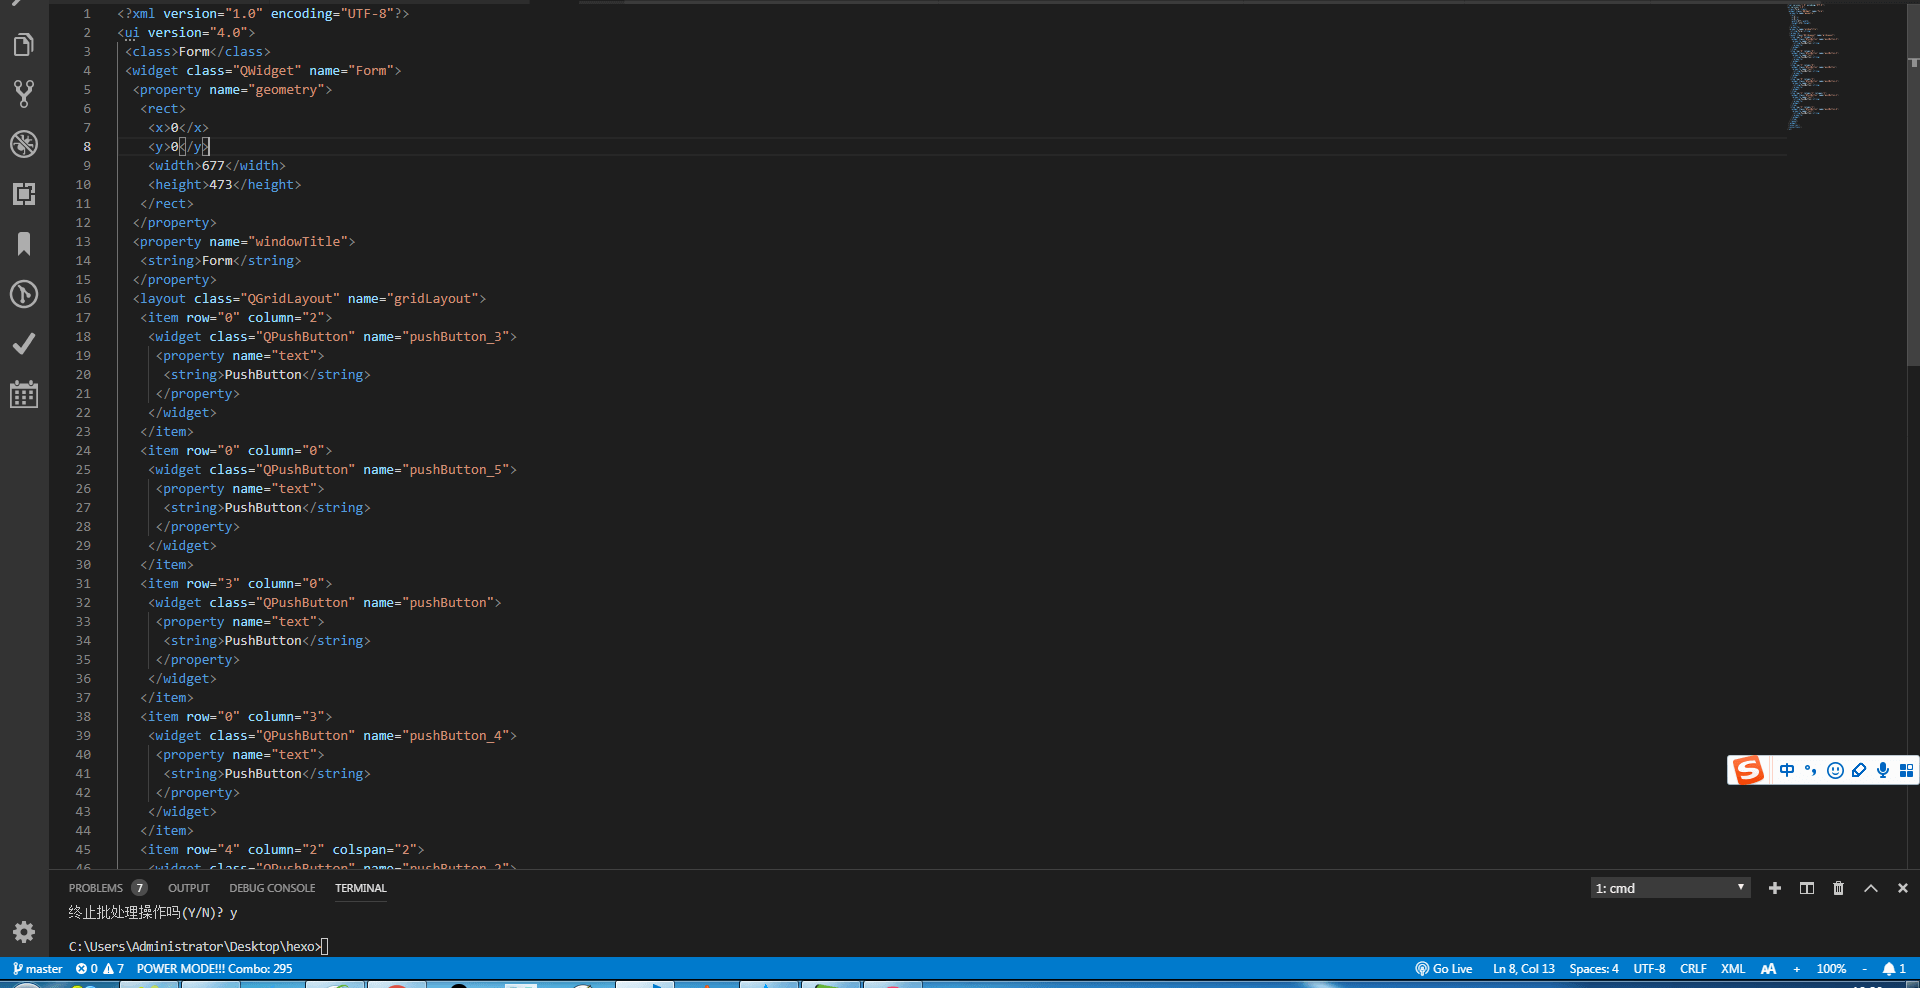 1 <?xml version="1.0" encoding="UTF-8"?>
2 <ui version="4.0">
3 <class>Form</class>
4 <widget class="QWidget" name="Form">
5 <property name="geometry">
6 <rect>
7 <x>0</x>
8 <y>0</y>
9 <width>677</width>
10 <height>473</height>
11 </rect>
12 </property>
13 <property name="windowTitle">
14 <string>Form</string>
15 </property>
16 <layout class="QGridLayout" name="gridLayout">
17 <item row="0" column="2">
18 <widget class="QPushButton" name="pushButton_3">
19 <property name="text">
20 <string>PushButton</string>
21 </property>
22 </widget>
23 </item>
24 <item row="0" column="0">
25 <widget class="QPushButton" name="pushButton_5">
26 <property name="text">
27 <string>PushButton</string>
28 </property>
29 </widget>
30 </item>
31 <item row="3" column="0">
32 <widget class="QPushButton" name="pushButton">
33 <property name="text">
34 <string>PushButton</string>
35 </property>
36 </widget>
37 </item>
38 <item row="0" column="3">
39 <widget class="QPushButton" name="pushButton_4">
40 <property name="text">
41 <string>PushButton</string>
42 </property>
43 </widget>
44 </item>
45 <item row="4" column="2" colspan="2">
46 <widget class="QPushButton" name="pushButton_2">
中
PROBLEMS 7 OUTPUT DEBUG CONSOLE TERMINAL 1: cmd
终止批处理操作吗(Y/N)? y
C:\Users\Administrator\Desktop\hexo>
master 0 7 POWER MODE!!! Combo: 295 Go Live Ln 8, Col 13 Spaces: 4 UTF-8 CRLF XML AA + 100% - 1